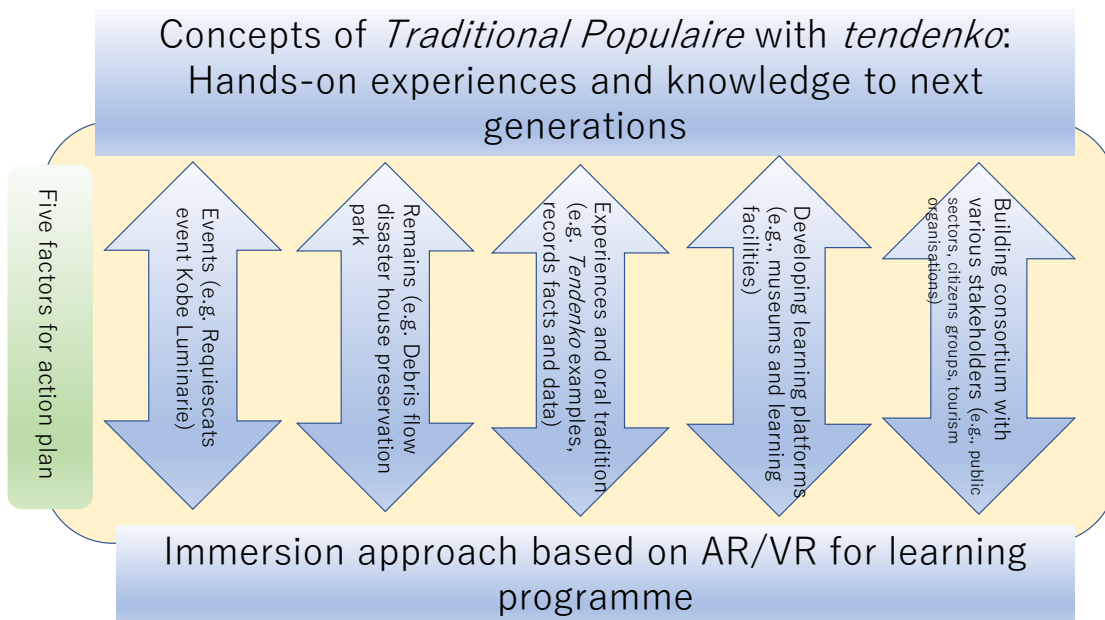 Concepts of Traditional Populaire with tendenko:
Hands-on experiences and knowledge to next
generations
Five factors for action plan
Events (e.g. Requiescats
event Kobe Luminarie)
Remains (e.g. Debris flow
disaster house preservation
park
Experiences and oral tradition
(e.g. Tendenko examples,
records facts and data)
Developing learning platforms
(e.g., museums and learning
facilities)
Building consortium with
various stakeholders (e.g., public
sectors, citizens groups, tourism
organisations)
Immersion approach based on AR/VR for learning
programme